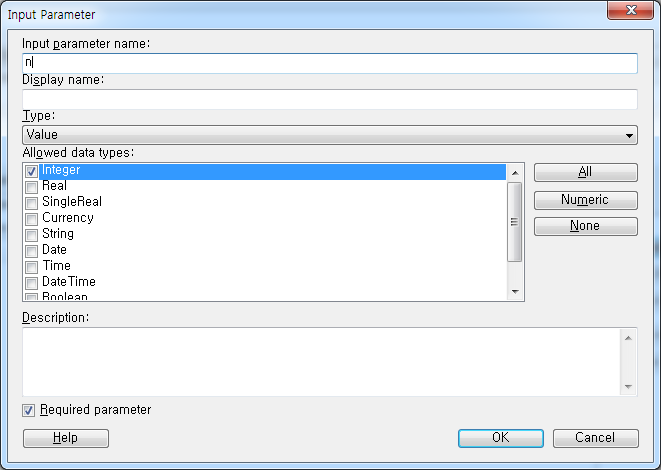 Input Parameter
Input parameter name:
n
Display name:
Type:
Value
Allowed data types:
Integer
Real
SingleReal
Currency
String
Date
Time
DateTime
Boolean
All
Numeric
None
Description:
Required parameter
Help
OK
Cancel